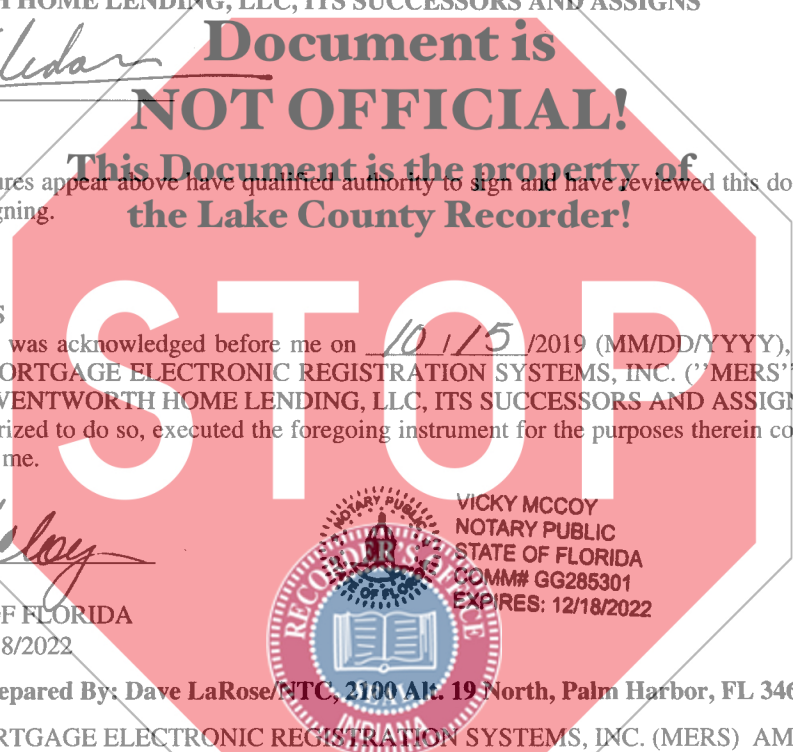 H HOME LENDING, LLC, ITS SUCCESSORS AND ASSIGNS
Document is
NOT OFFICIAL!
This Document is the property of
the Lake County Recorder!
ures appear above have qualified authority to sign and have reviewed this do
gning.
S
was acknowledged before me on 10 / 15 /2019 (MM/DD/YYYY),
ORTGAGE ELECTRONIC REGISTRATION SYSTEMS, INC. (''MERS''
WENTWORTH HOME LENDING, LLC, ITS SUCCESSORS AND ASSIGN
rized to do so, executed the foregoing instrument for the purposes therein co
me.
STOP
NOTARY PUBLIC
STATE OF FLORIDA
VICKY MCCOY
NOTARY PUBLIC
STATE OF FLORIDA
COMM# GG285301
EXPIRES: 12/18/2022
RECORDER'S OFFICE
INDIANA
F FLORIDA
8/2022
epared By: Dave LaRose/NTC, 2100 Alt. 19 North, Palm Harbor, FL 346
RTGAGE ELECTRONIC REGISTRATION SYSTEMS, INC. (MERS) AM